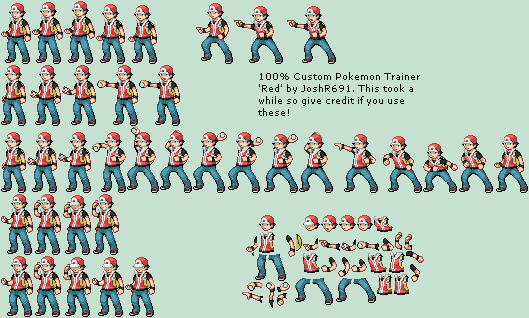 100% Custom Pokemon Trainer
'Red' by JoshR691. This took a
while so give credit if you use
these!